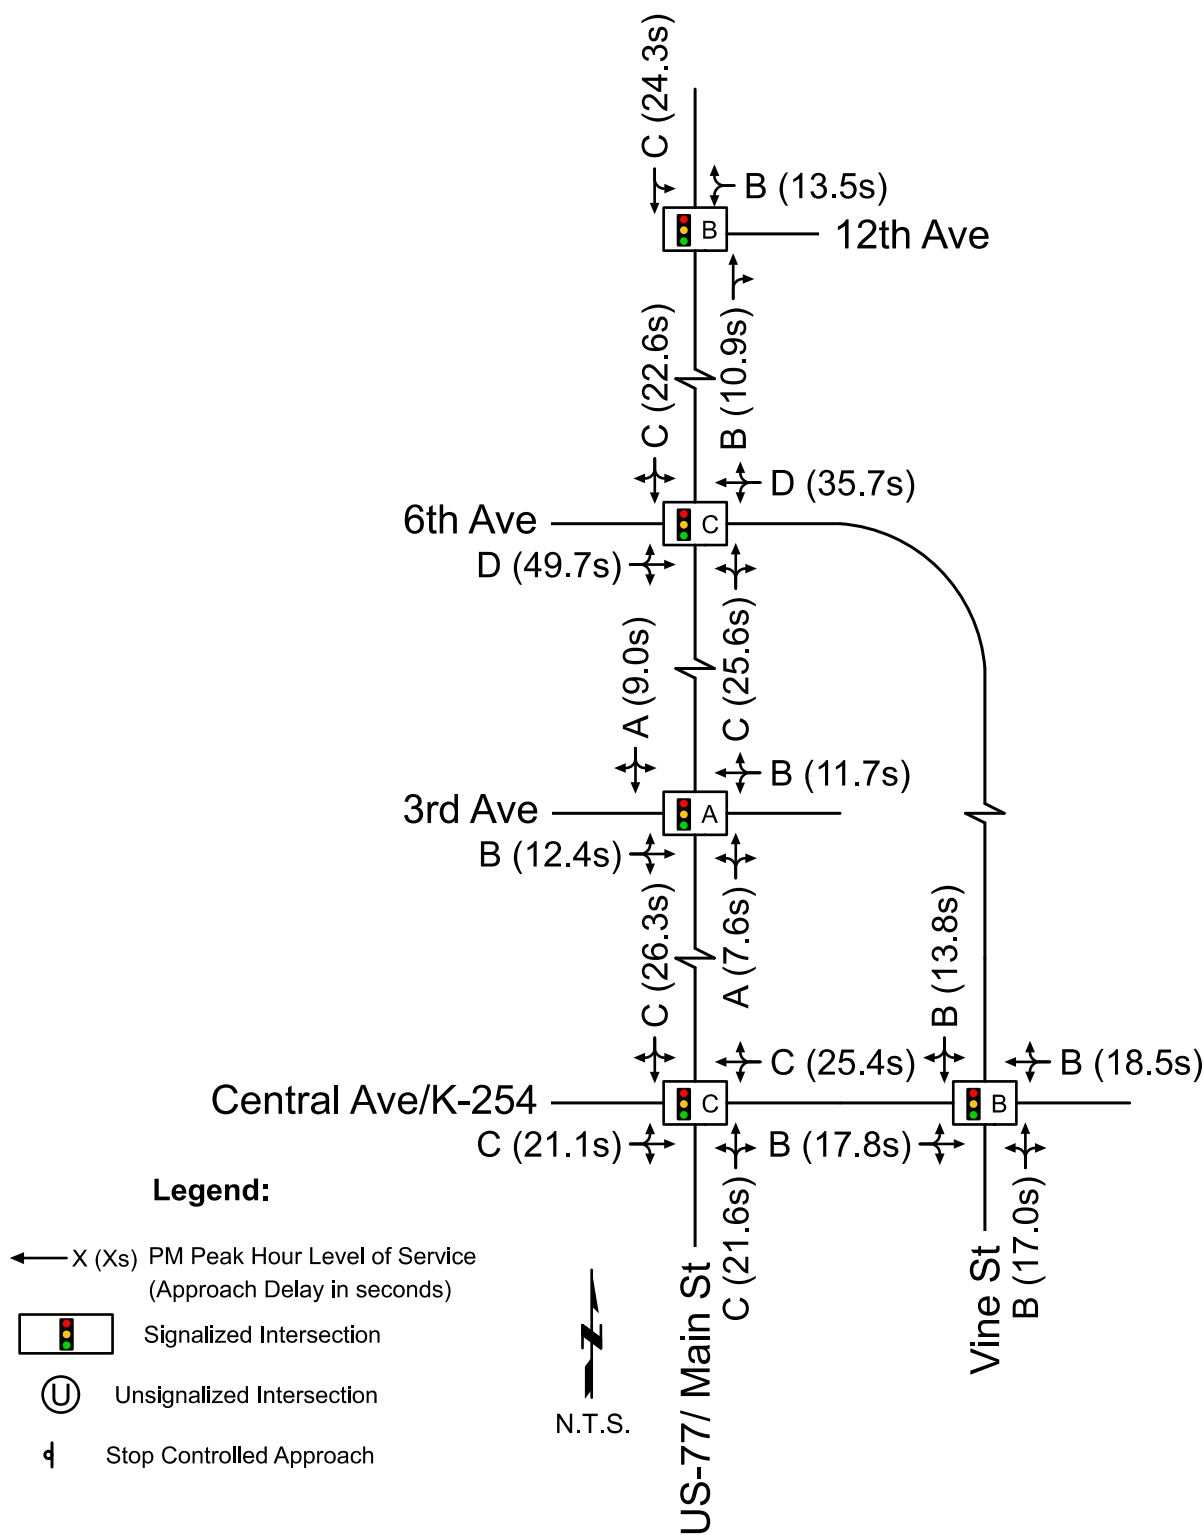 C (24.3s)
B (13.5s)
B
12th Ave
C (22.6s)
B (10.9s)
D (35.7s)
6th Ave
C
D (49.7s)
A (9.0s)
C (25.6s)
B (11.7s)
3rd Ave
A
B (12.4s)
C (26.3s)
A (7.6s)
B (13.8s)
C (25.4s)
B (18.5s)
Central Ave/K-254
C
B
C (21.1s)
B (17.8s)
C (21.6s)
B (17.0s)
US-77/ Main St
Vine St
Legend:
X (Xs) PM Peak Hour Level of Service
(Approach Delay in seconds)
Signalized Intersection
U Unsignalized Intersection
Stop Controlled Approach
N.T.S.